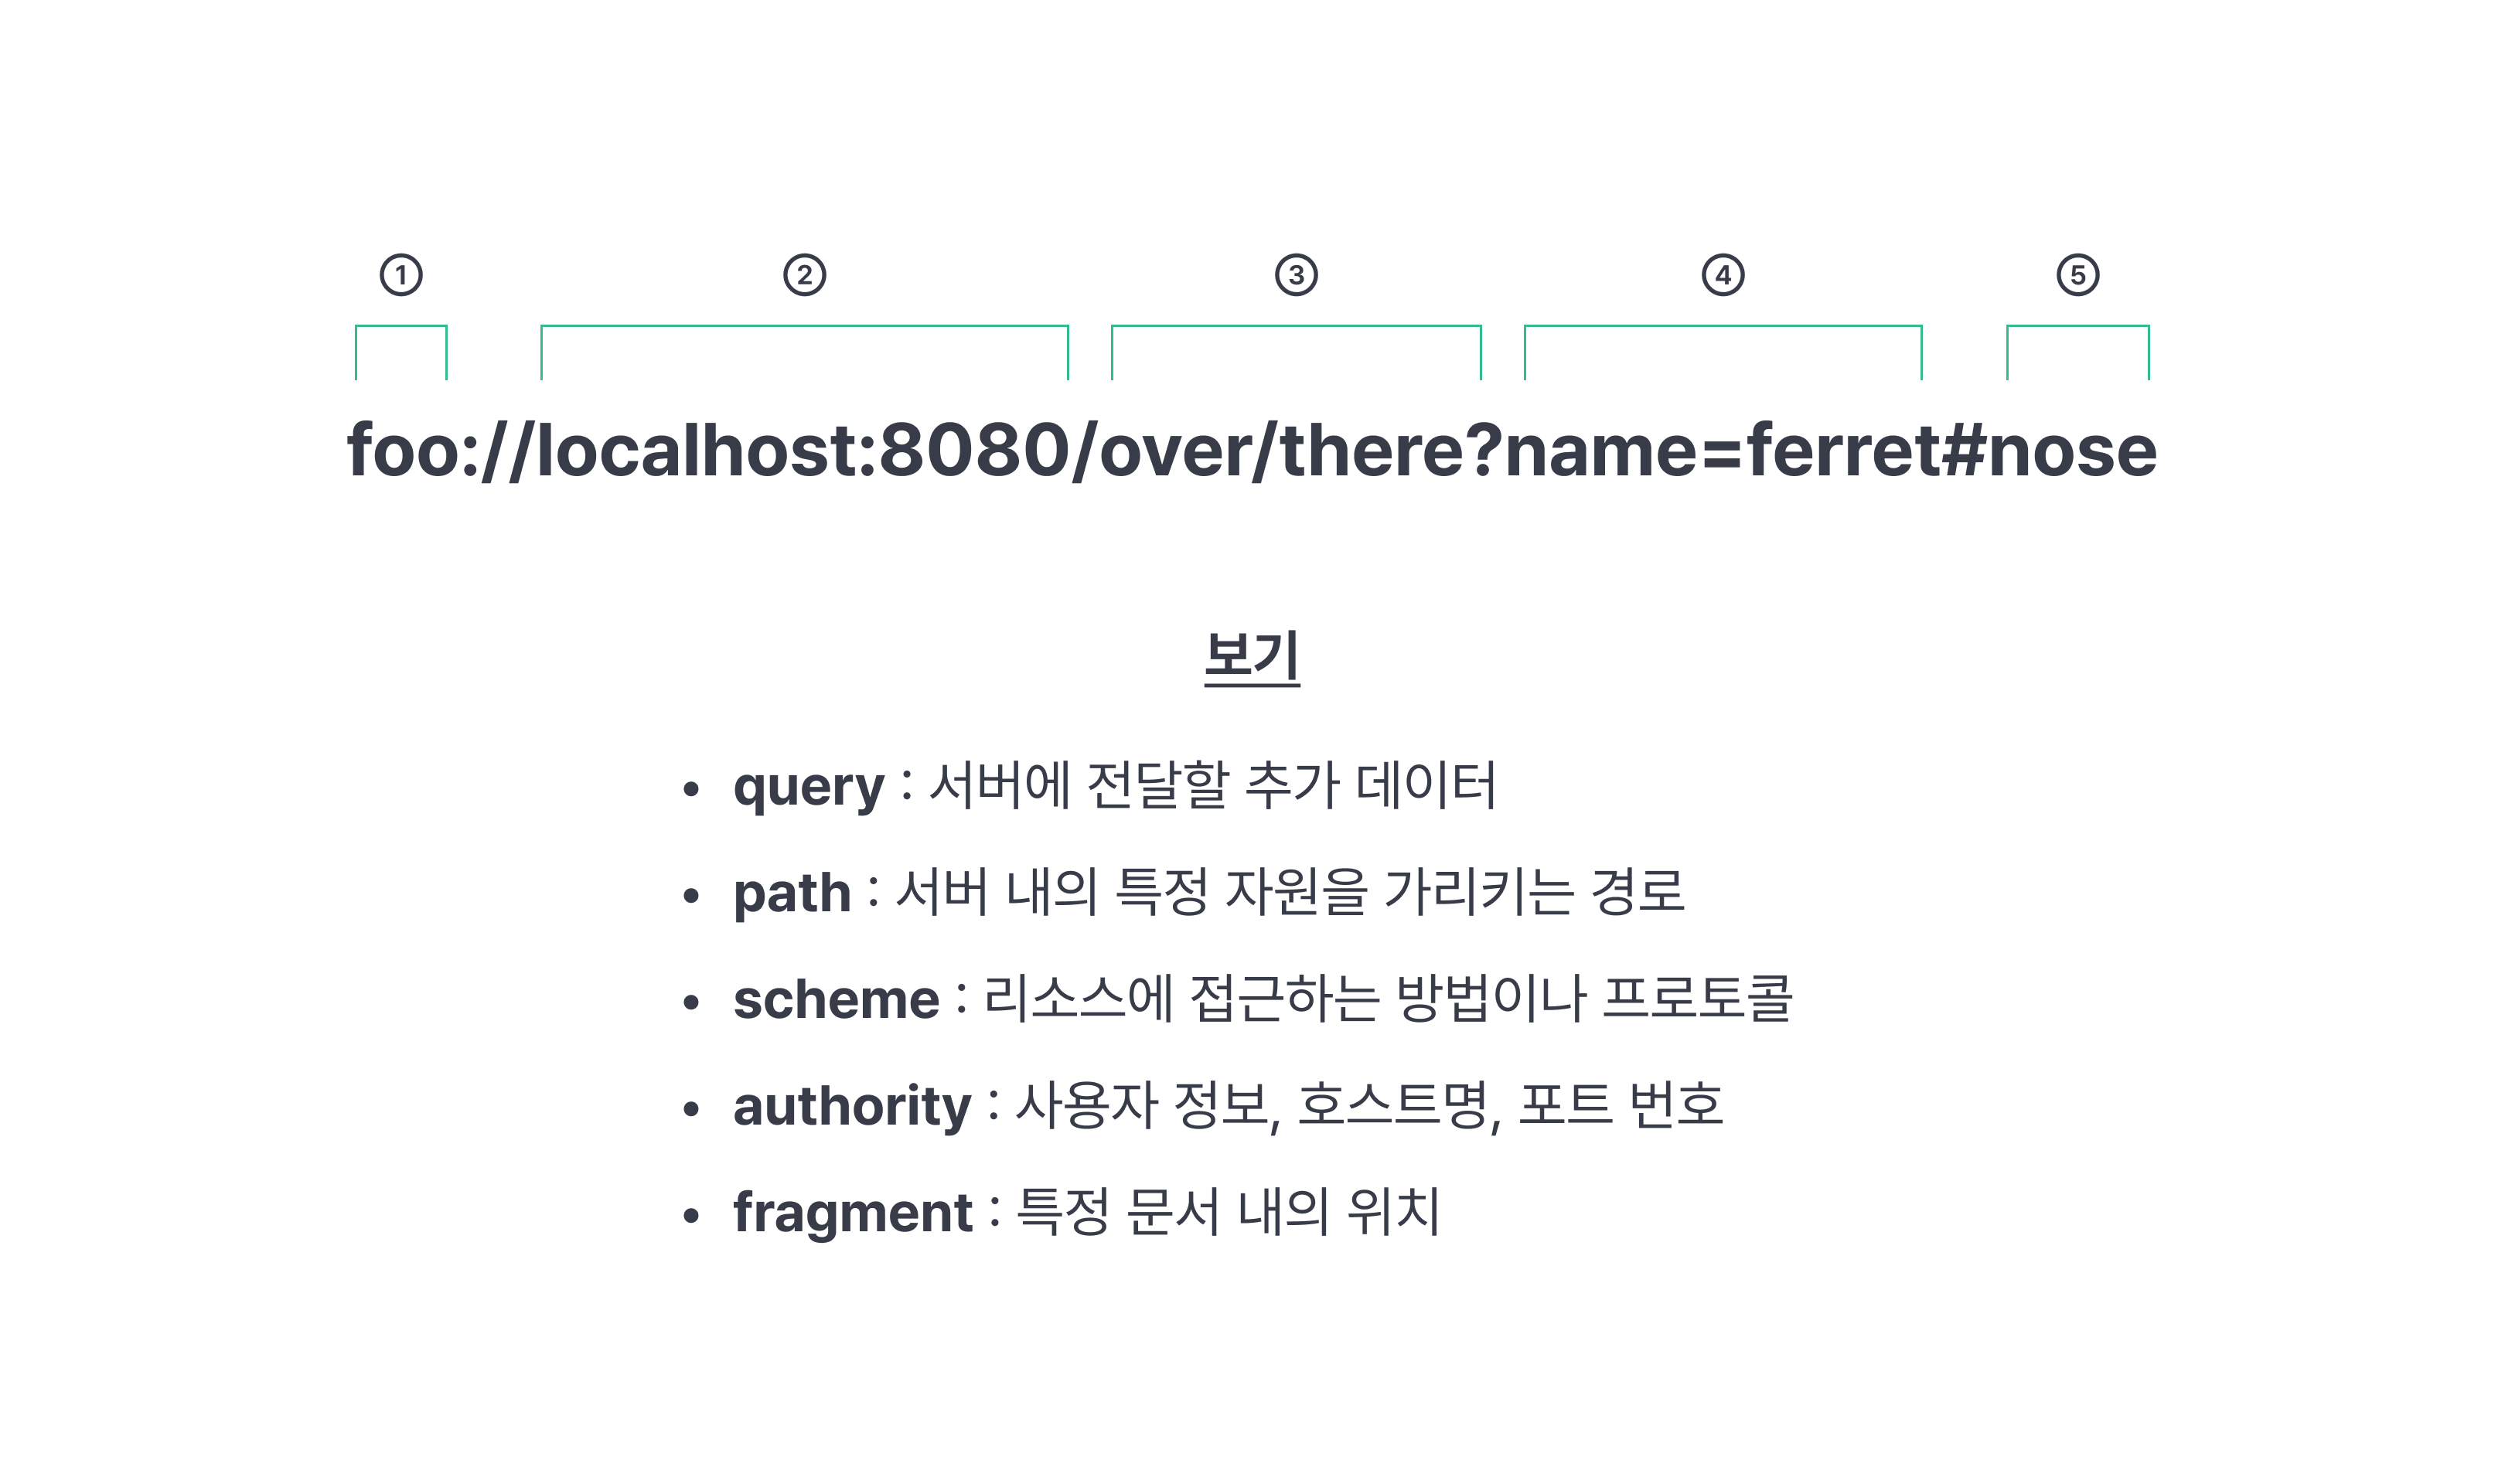 ① ② ③ ④ ⑤
foo://localhost:8080/over/there?name=ferret#nose
보기
• query : 서버에 전달할 추가 데이터
• path : 서버 내의 특정 자원을 가리키는 경로
• scheme : 리소스에 접근하는 방법이나 프로토콜
• authority : 사용자 정보, 호스트명, 포트 번호
• fragment : 특정 문서 내의 위치